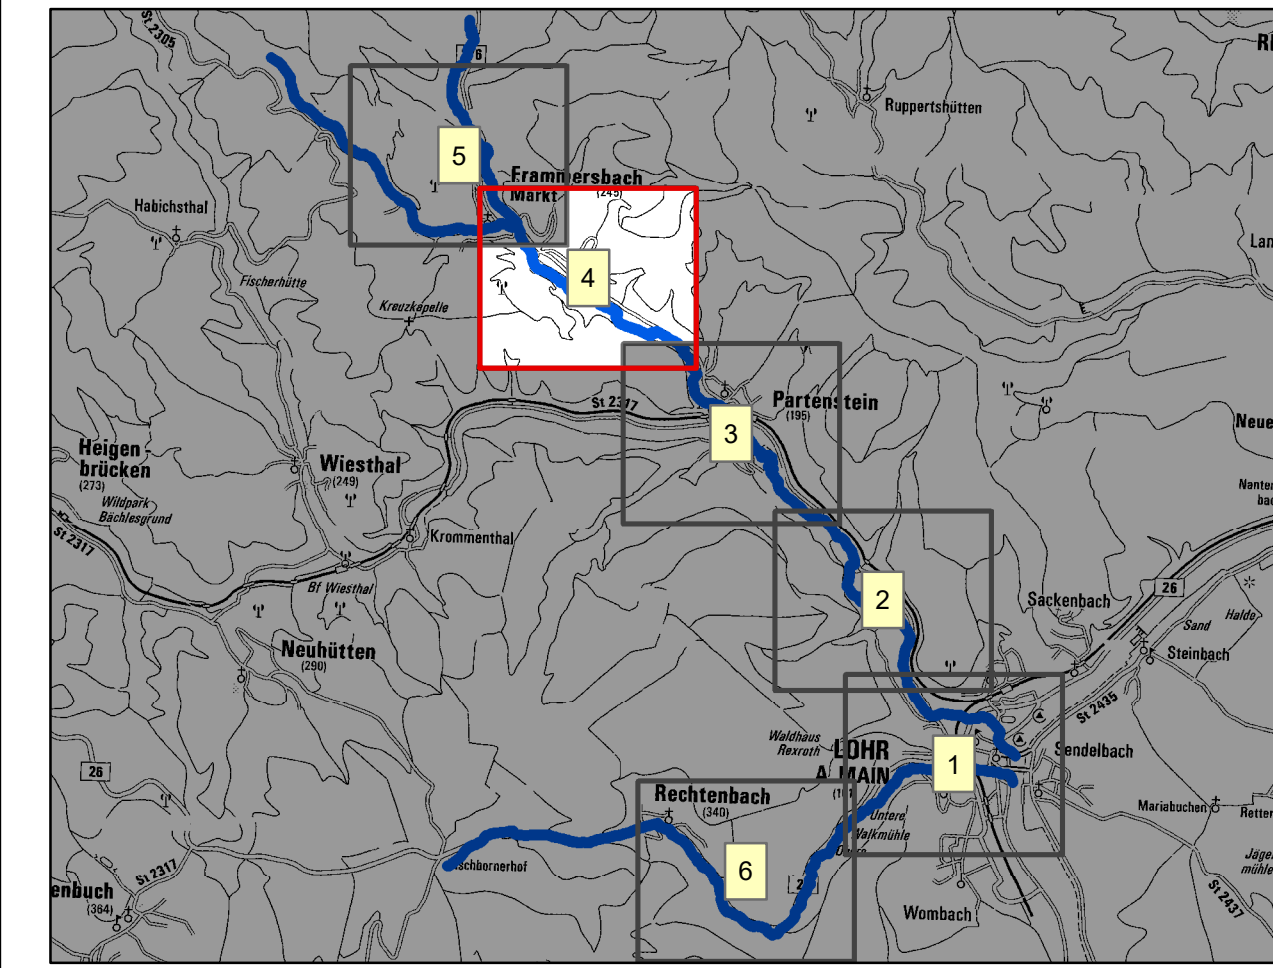 St 2305
6
Ruppertshütten
5
Frammersbach
Markt
(245)
Habichsthal
Fischerhütte
4
Kreuzkapelle
St 2317
Partenstein
(195)
3
Heigen-
brücken
(273)
Wildpark
Bächlesgrund
St 2317
Wiesthal
(249)
Krommenthal
Bf Wiesthal
2
26
Sackenbach
Sand
Halde
Steinbach
Neuhütten
(290)
St 2435
Waldhaus
Rexroth
LOHR
A MAIN
1
Sendelbach
26
Rechtenbach
(340)
Untere
Walkmühle
Mariabuchen
6
2
St 2317
enbuch
(364)
Wombach
St 2437